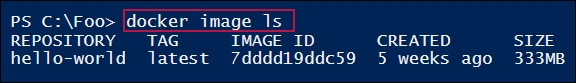 PS C:\Foo> docker image ls
REPOSITORY TAG IMAGE ID CREATED SIZE
hello-world latest 7dddd19ddc59 5 weeks ago 333MB